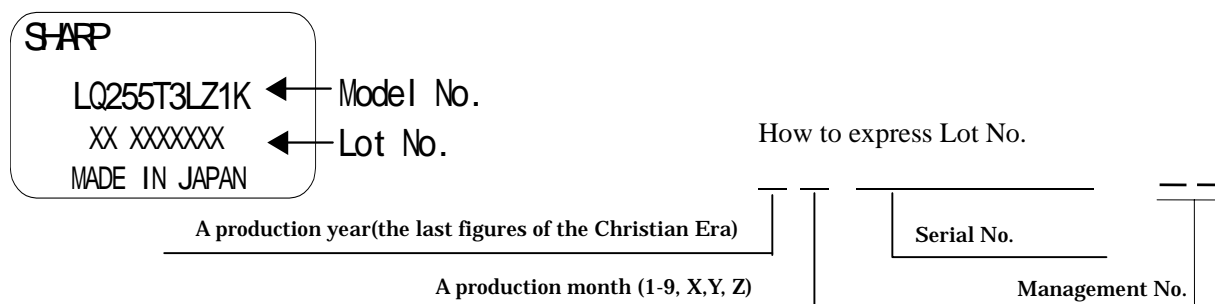 SHARP
LQ255T3LZ1K
Model No.
XX XXXXXXX
Lot No.
MADE IN JAPAN
How to express Lot No.
A production year(the last figures of the Christian Era)
Serial No.
A production month (1-9, X,Y, Z)
Management No.